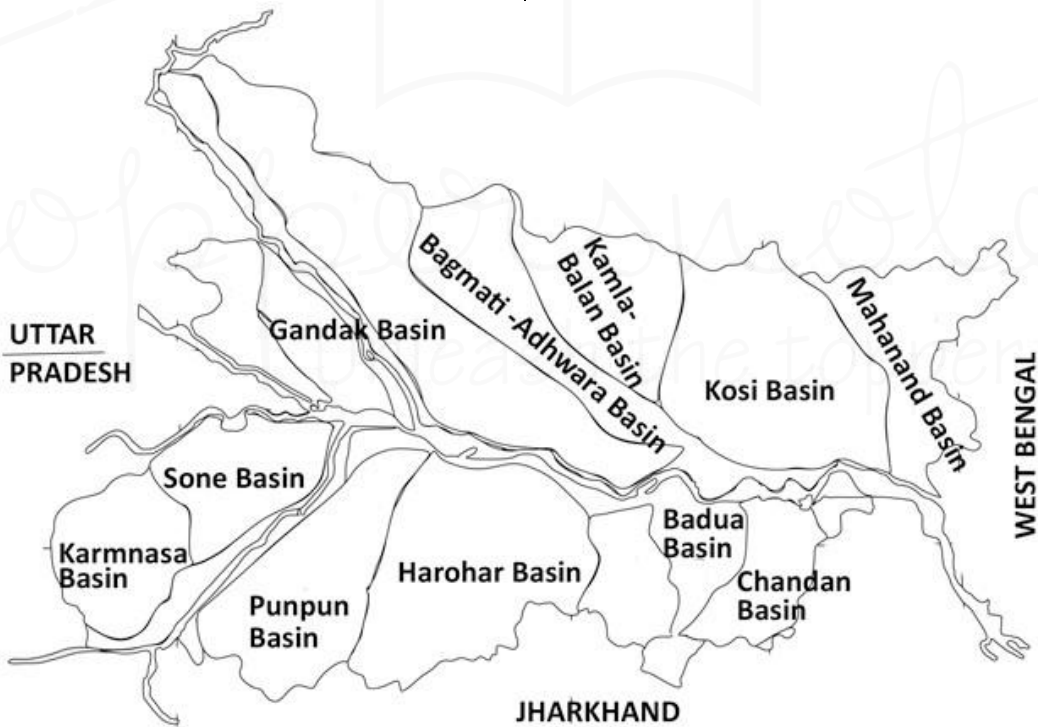 UTTAR
PRADESH
Gandak Basin
Bagmati -Adhwara Basin
Kamla-
Balan Basin
Kosi Basin
Mahanand Basin
WEST BENGAL
Sone Basin
Karmnasa
Basin
Punpun
Basin
Harohar Basin
Badua
Basin
Chandan
Basin
JHARKHAND